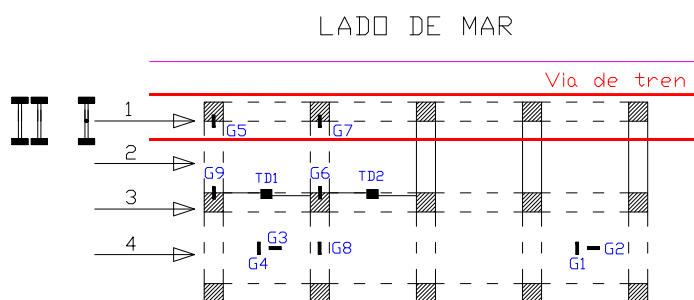 LADO DE MAR
Via de tren
1
G5
G7
2
G9
TD1
G6
TD2
3
4
G3
G4
G8
G2
G1